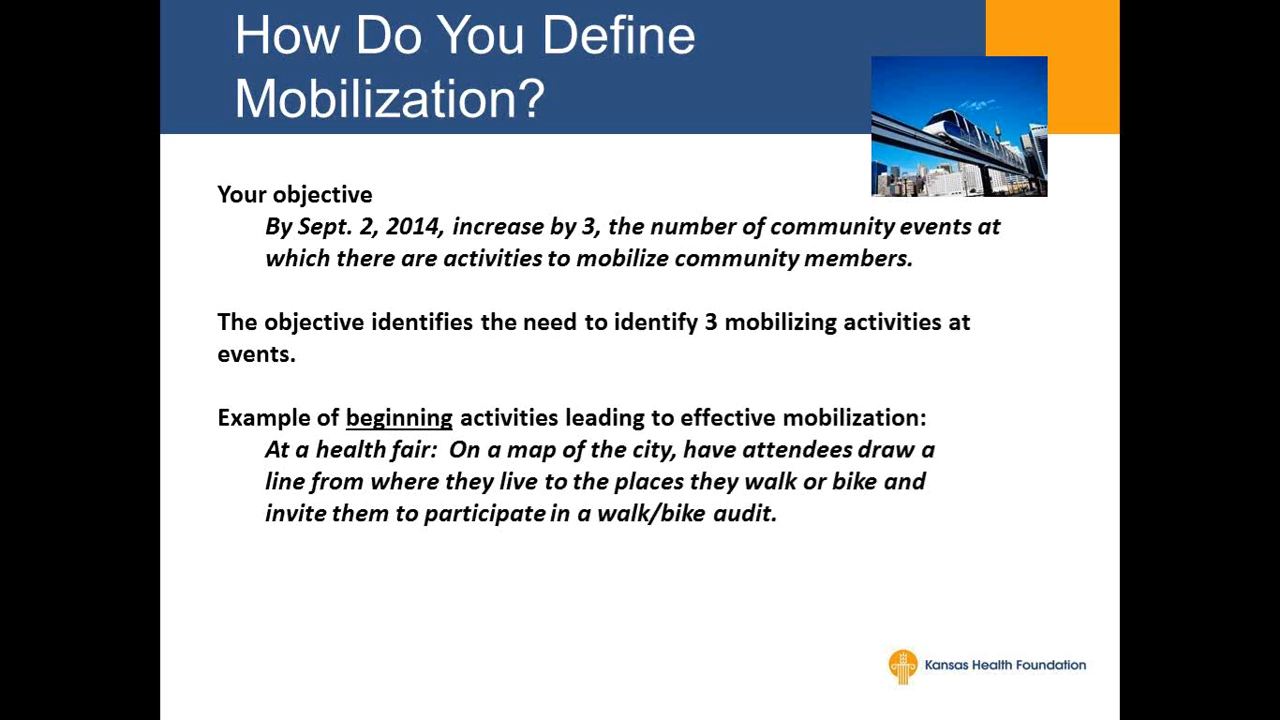 How Do You Define
Mobilization?
Your objective
By Sept. 2, 2014, increase by 3, the number of community events at
which there are activities to mobilize community members.
The objective identifies the need to identify 3 mobilizing activities at
events.
Example of beginning activities leading to effective mobilization:
At a health fair: On a map of the city, have attendees draw a
line from where they live to the places they walk or bike and
invite them to participate in a walk/bike audit.
Kansas Health Foundation